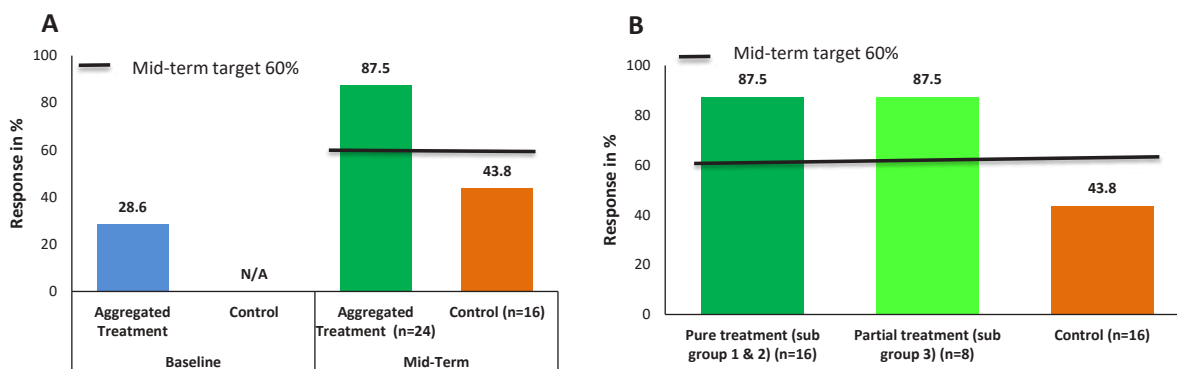 A
Response in %
100
80
60
40
20
0
Mid-term target 60%
28.6
N/A
87.5
43.8
Aggregated Treatment
Control
Aggregated Treatment (n=24)
Control (n=16)
Baseline
Mid-Term
B
Mid-term target 60%
Response in %
100
80
60
40
20
0
87.5
87.5
43.8
Pure treatment (sub
group 1 & 2) (n=16)
Partial treatment (sub
group 3) (n=8)
Control (n=16)